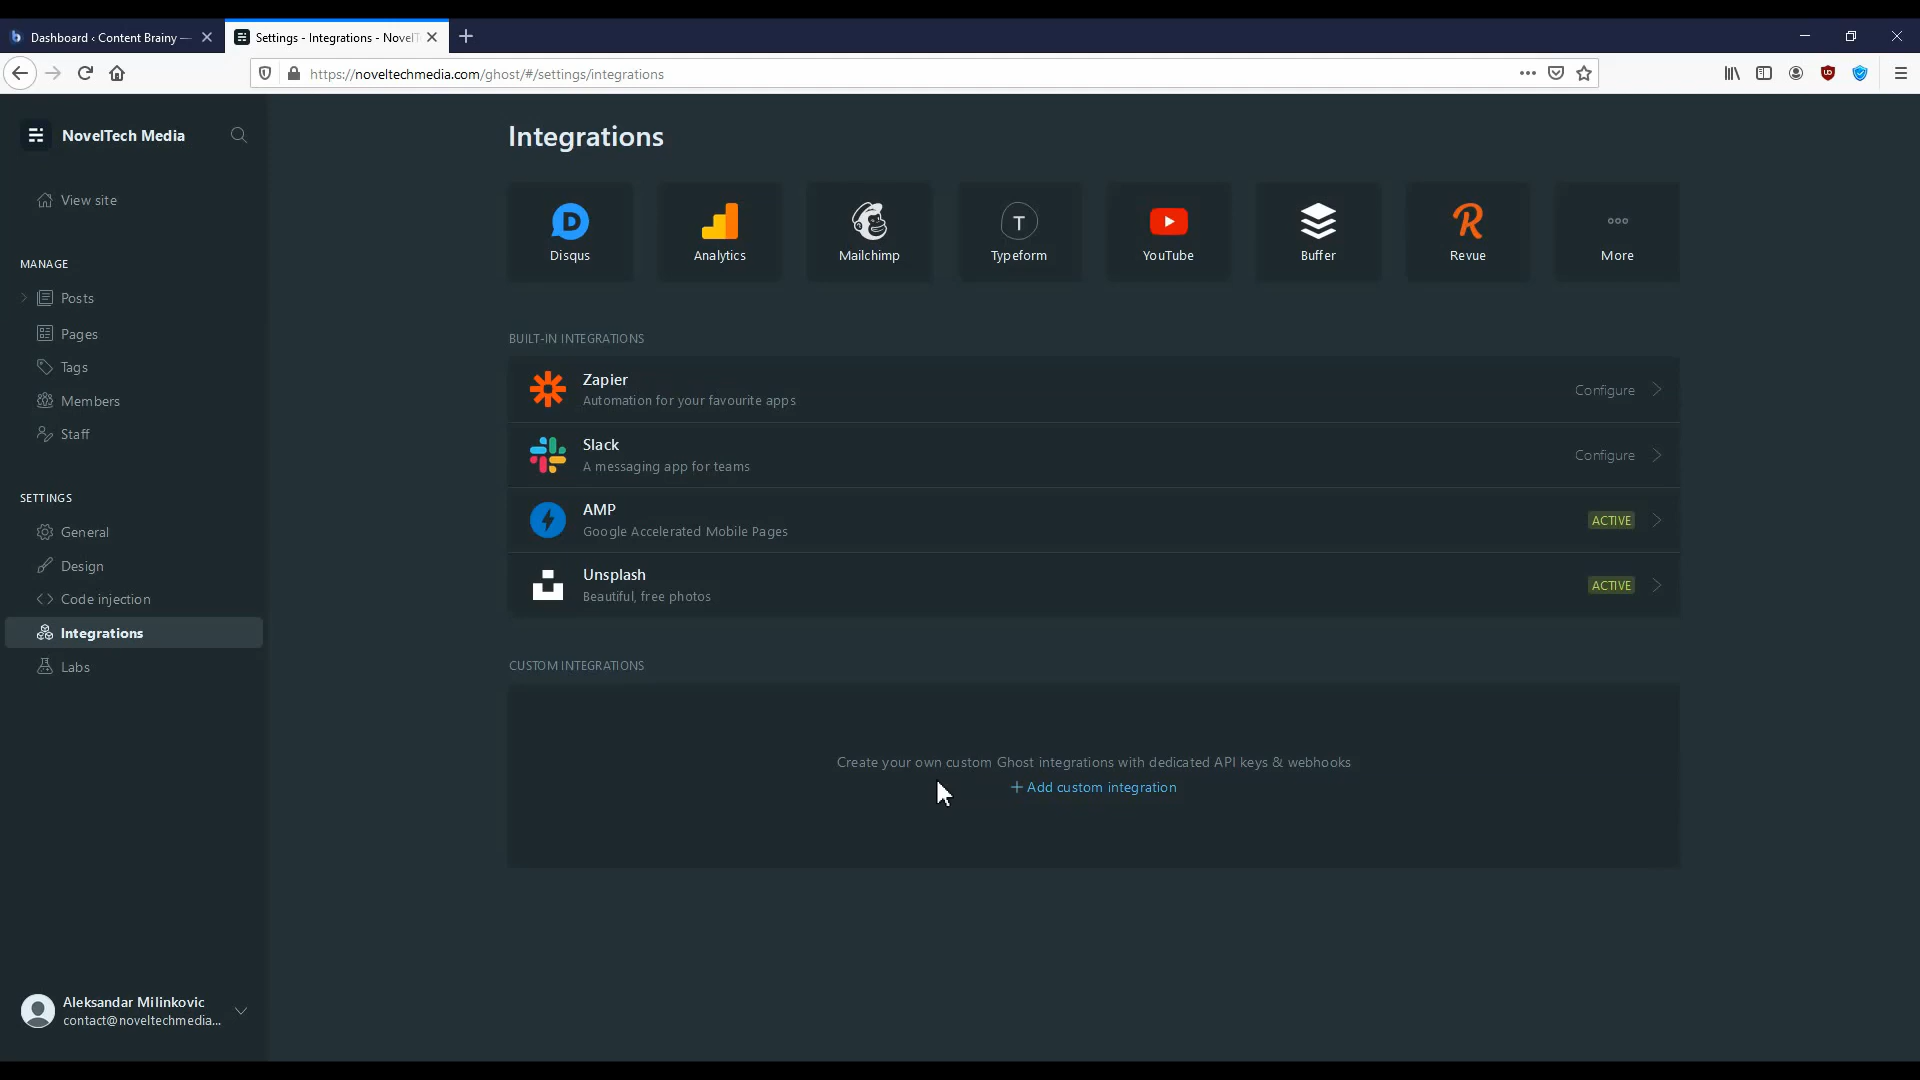 Dashboard ‹ Content Brainy —
Settings - Integrations - NovelT
https://noveltechmedia.com/ghost/#/settings/integrations
NovelTech Media
View site
MANAGE
Posts
Pages
Tags
Members
Staff
SETTINGS
General
Design
Code injection
Integrations
Labs
Aleksandar Milinkovic
contact@noveltechmedia...
Integrations
Disqus
Analytics
Mailchimp
T
Typeform
YouTube
Buffer
Revue
More
BUILT-IN INTEGRATIONS
Zapier
Automation for your favourite apps
Configure
Slack
A messaging app for teams
Configure
AMP
Google Accelerated Mobile Pages
ACTIVE
Unsplash
Beautiful, free photos
ACTIVE
CUSTOM INTEGRATIONS
Create your own custom Ghost integrations with dedicated API keys & webhooks
+ Add custom integration